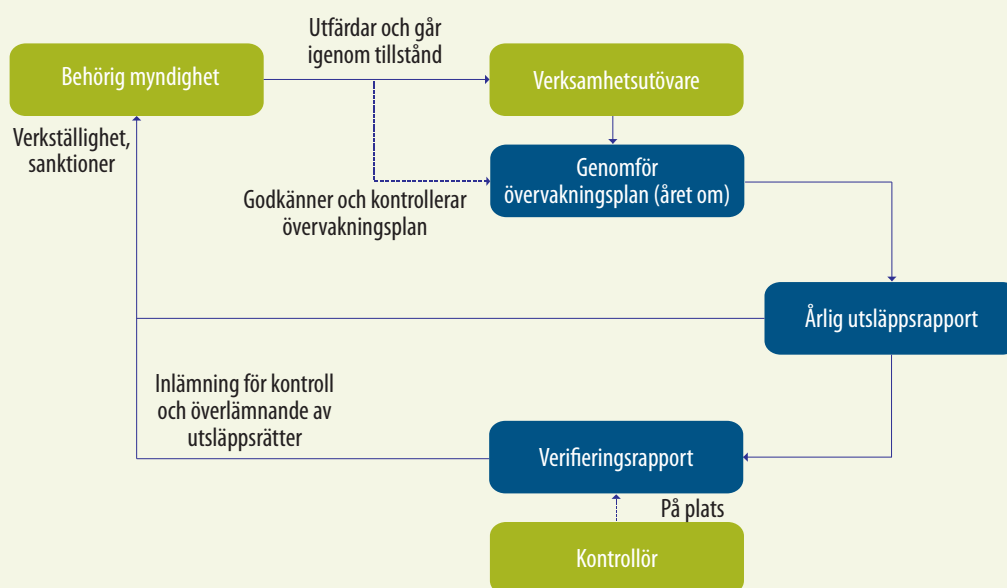 Utfärdar och går
igenom tillstånd
Behörig myndighet
Verksamhetsutövare
Verkställighet,
sanktioner
Genomför
övervakningsplan (året om)
Godkänner och kontrollerar
övervakningsplan
Årlig utsläppsrapport
Inlämning för kontroll
och överlämnande av
utsläppsrätter
Verifieringsrapport
På plats
Kontrollör